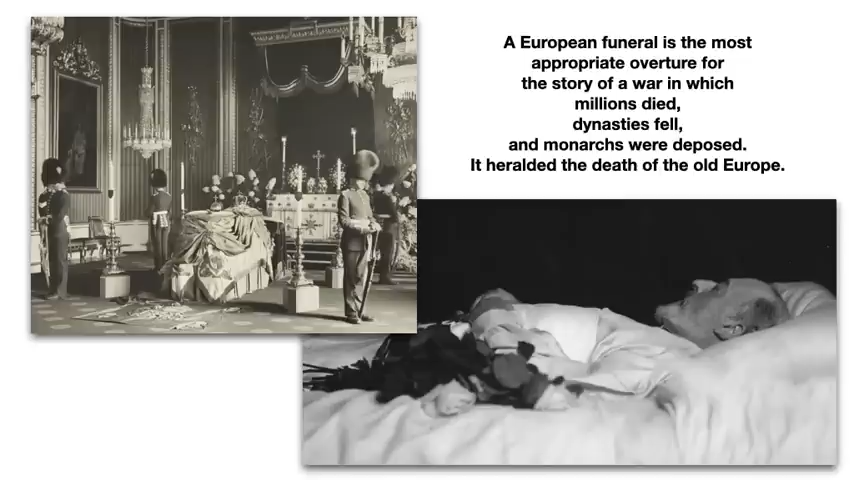 A European funeral is the most
appropriate overture for
the story of a war in which
millions died,
dynasties fell,
and monarchs were deposed.
It heralded the death of the old Europe.